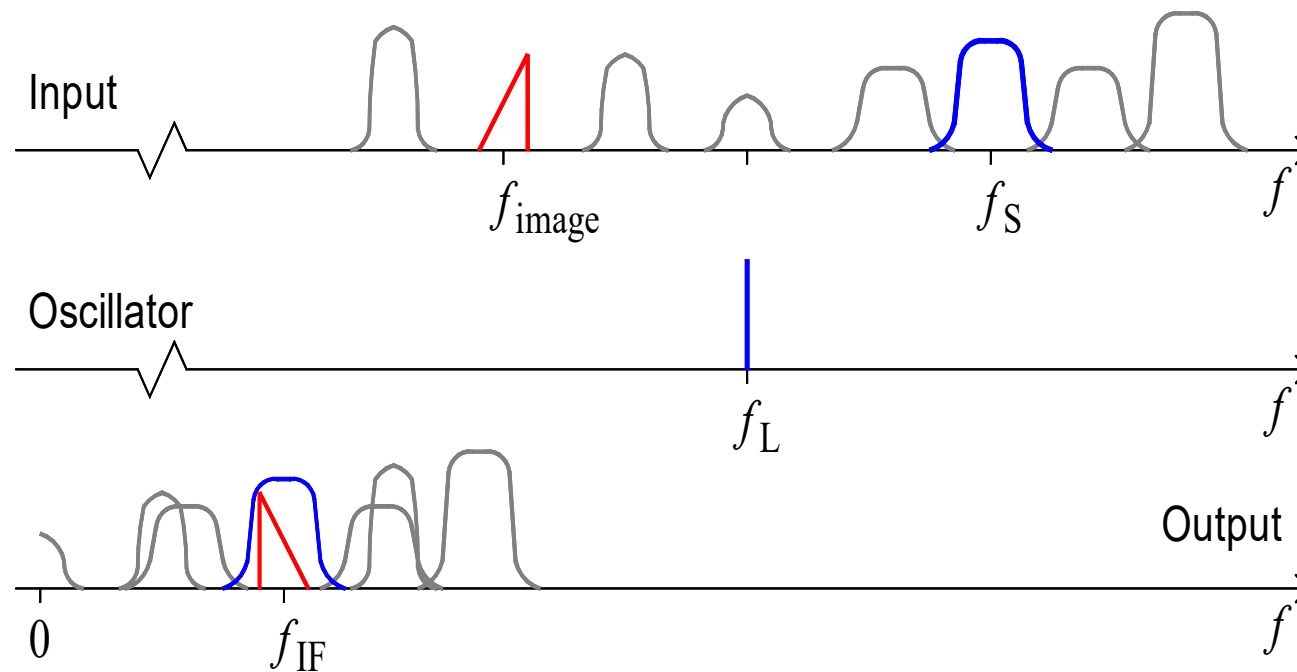 Input
f_image f_S f
Oscillator
f_L f
Output
0 f_IF f